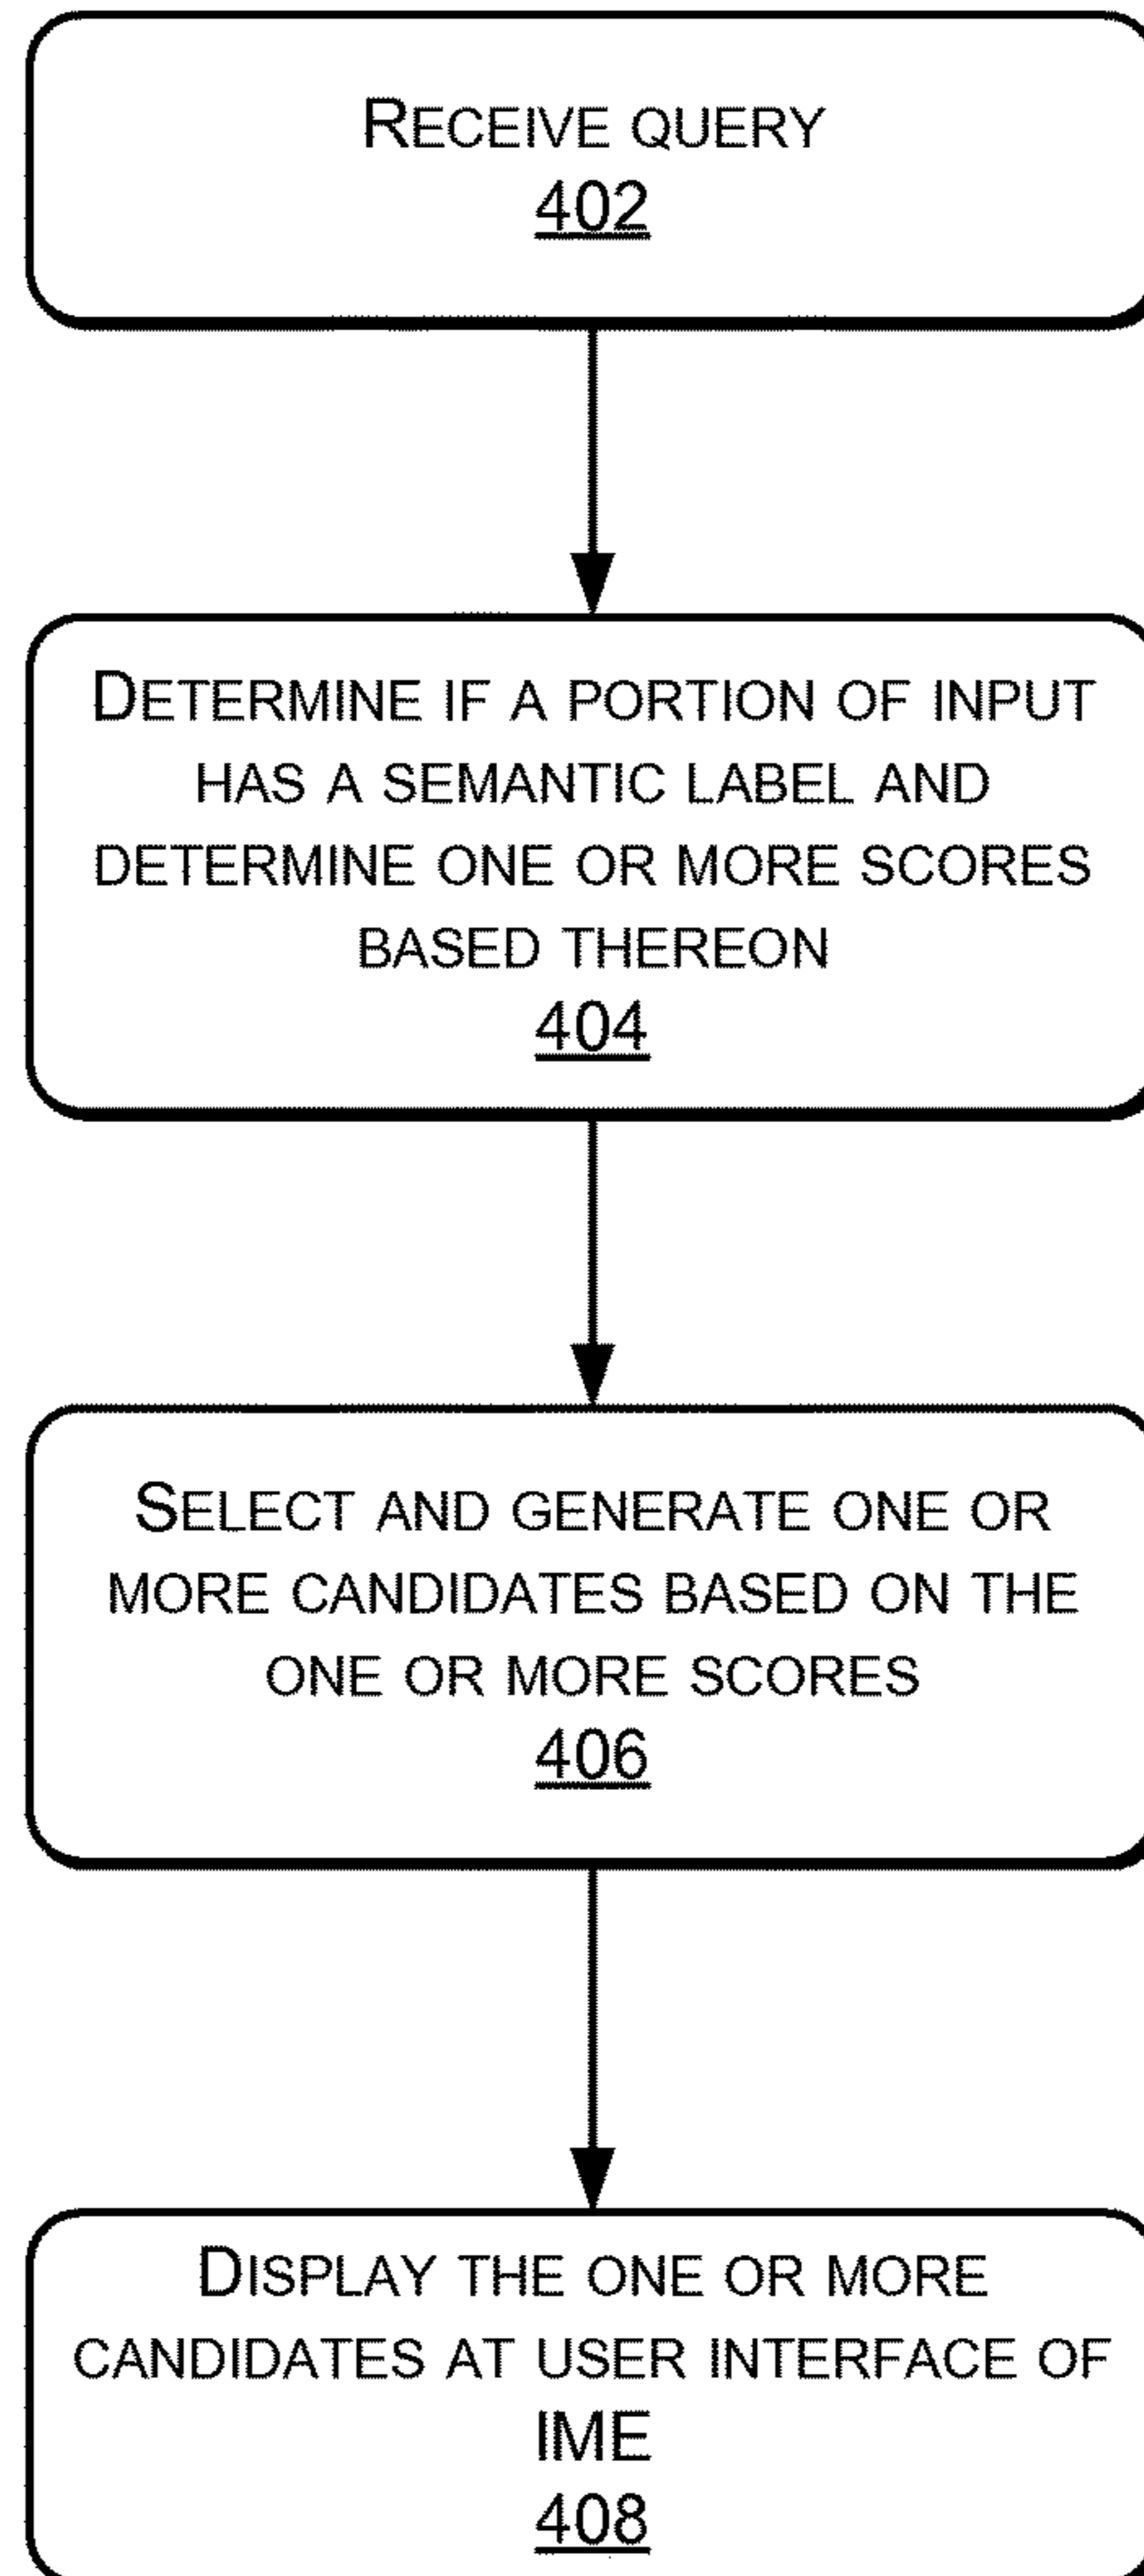 RECEIVE QUERY
402
DETERMINE IF A PORTION OF INPUT
HAS A SEMANTIC LABEL AND
DETERMINE ONE OR MORE SCORES
BASED THEREON
404
SELECT AND GENERATE ONE OR
MORE CANDIDATES BASED ON THE
ONE OR MORE SCORES
406
DISPLAY THE ONE OR MORE
CANDIDATES AT USER INTERFACE OF
IME
408